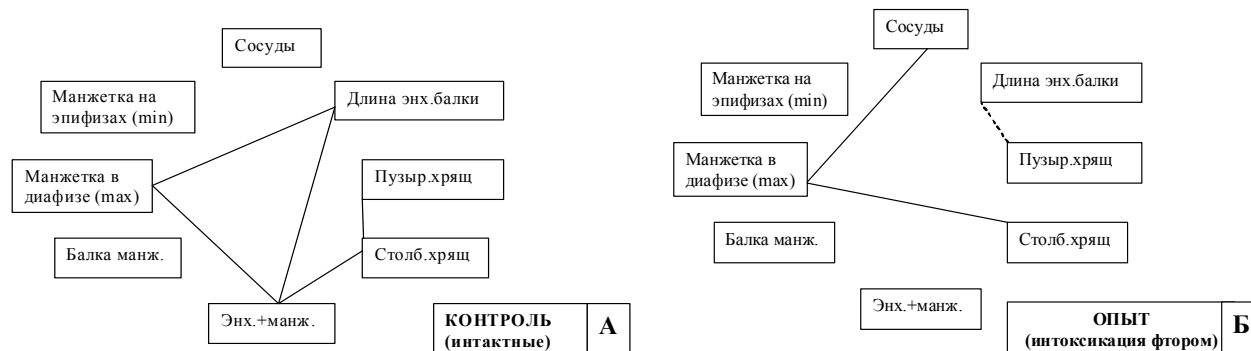 Сосуды
Манжетка на
эпифизах (min)
Длина энх.балки
Манжетка в
диафизе (max)
Пузыр.хрящ
Балка манж.
Столб.хрящ
Энх.+манж.
КОНТРОЛЬ
(интактные)
А
Сосуды
Манжетка на
эпифизах (min)
Длина энх.балки
Манжетка в
диафизе (max)
Пузыр.хрящ
Балка манж.
Столб.хрящ
Энх.+манж.
ОПЫТ
(интоксикация фтором)
Б